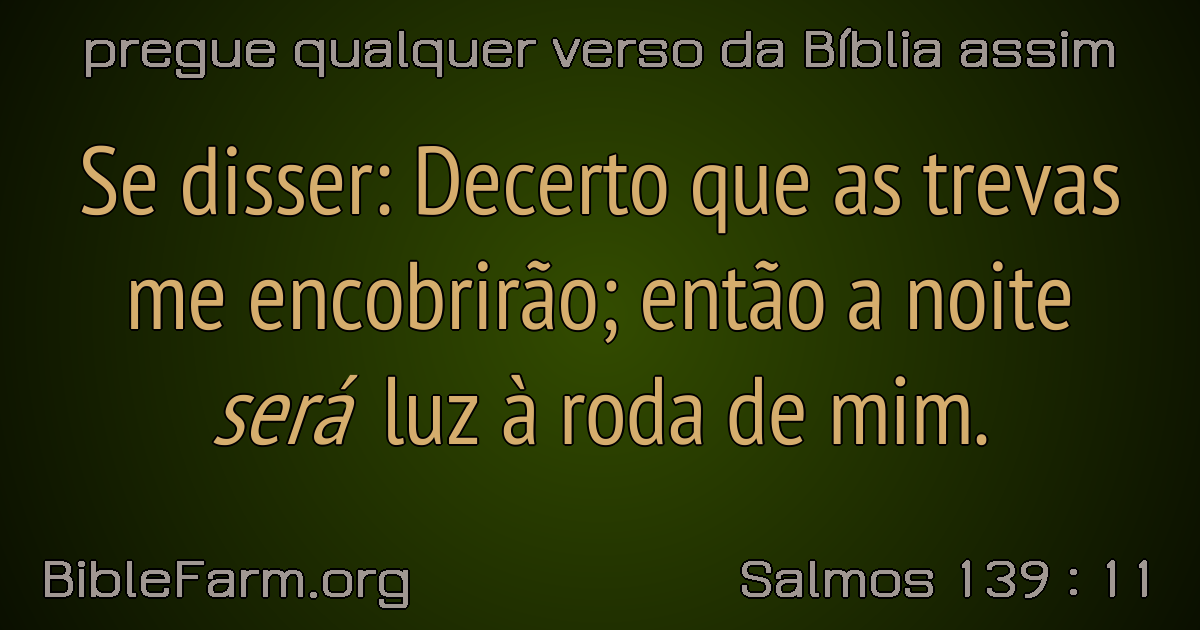 pregue qualquer verso da Bíblia assim
Se disser: Decerto que as trevas
me encobrirão; então a noite
será luz à roda de mim.
BibleFarm.org
Salmos 139 : 11